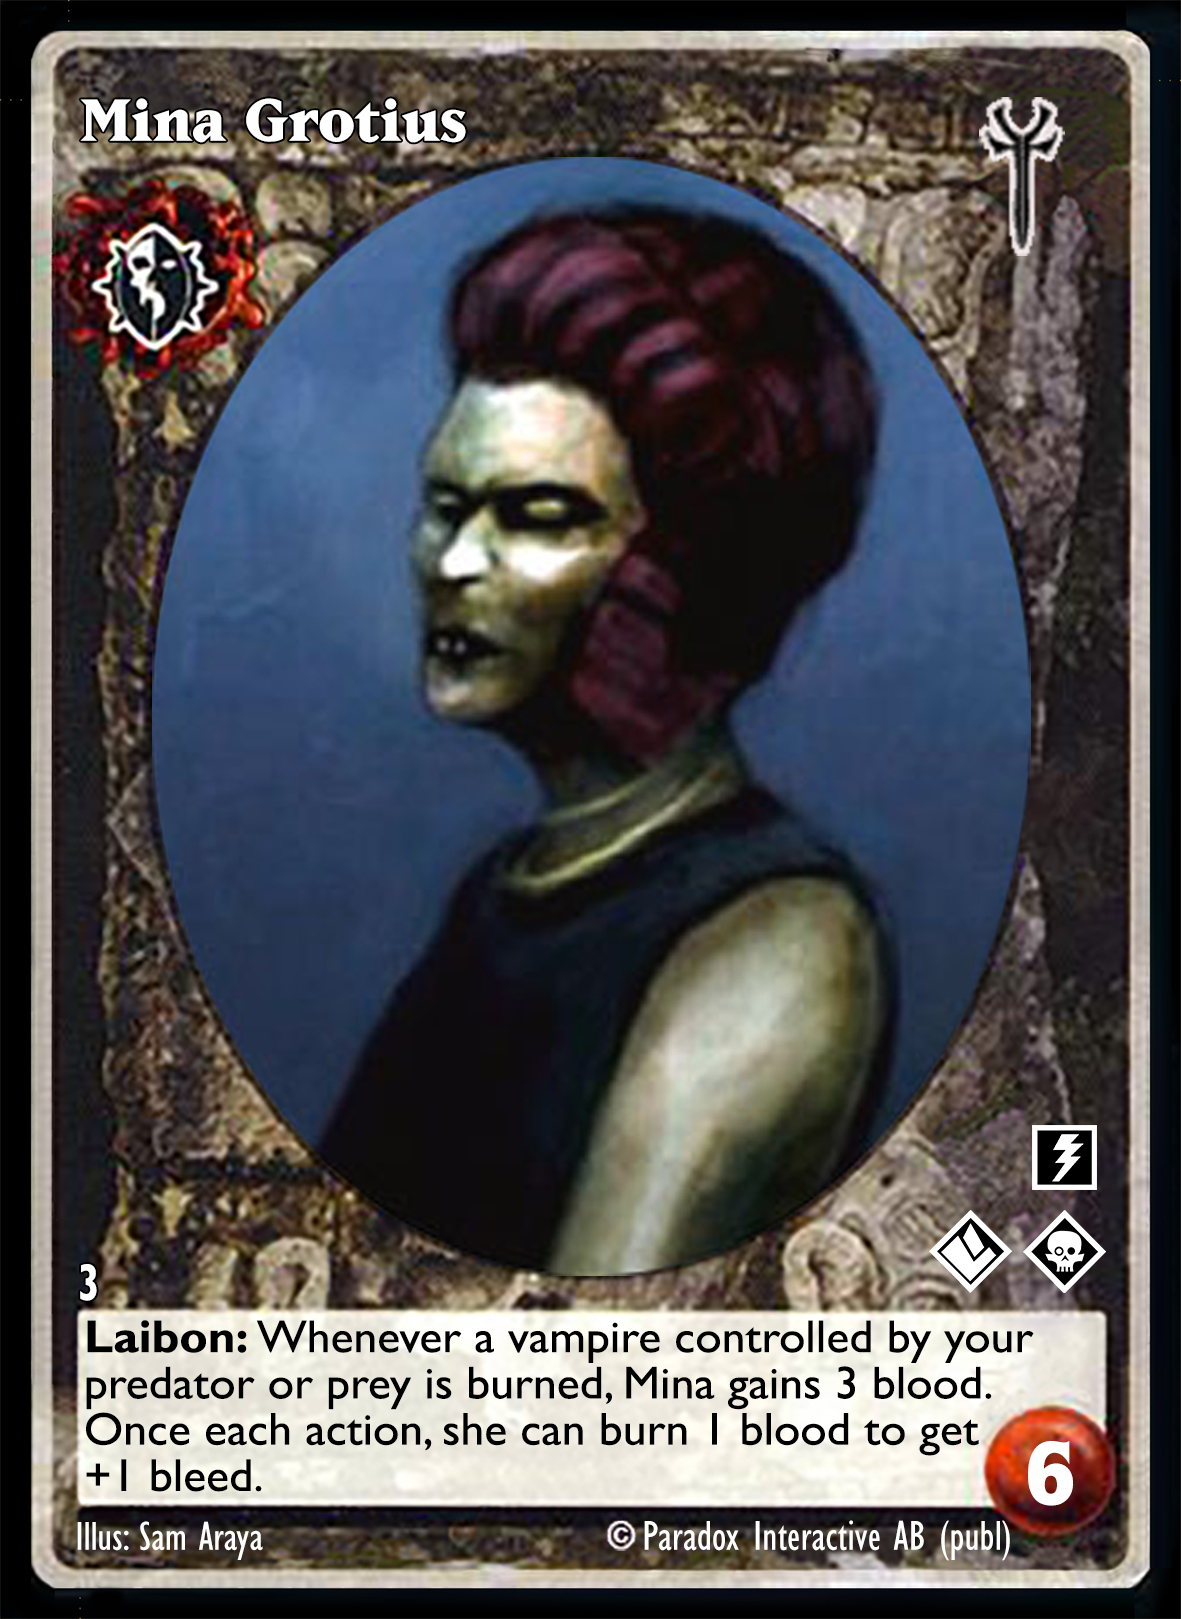 Mina Grotius
3
Laibon: Whenever a vampire controlled by your
predator or prey is burned, Mina gains 3 blood.
Once each action, she can burn 1 blood to get
+1 bleed.
6
Illus: Sam Araya
© Paradox Interactive AB (publ)